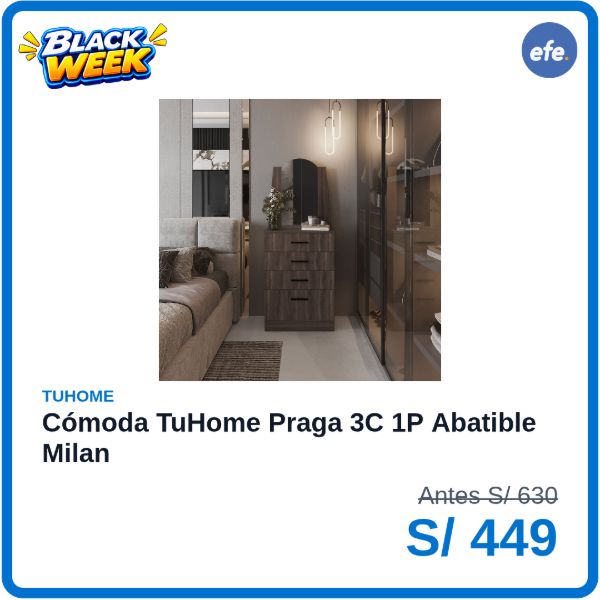 BLACK
WEEK
efe.
TUHOME
Cómoda TuHome Praga 3C 1P Abatible
Milan
Antes S/ 630
S/ 449